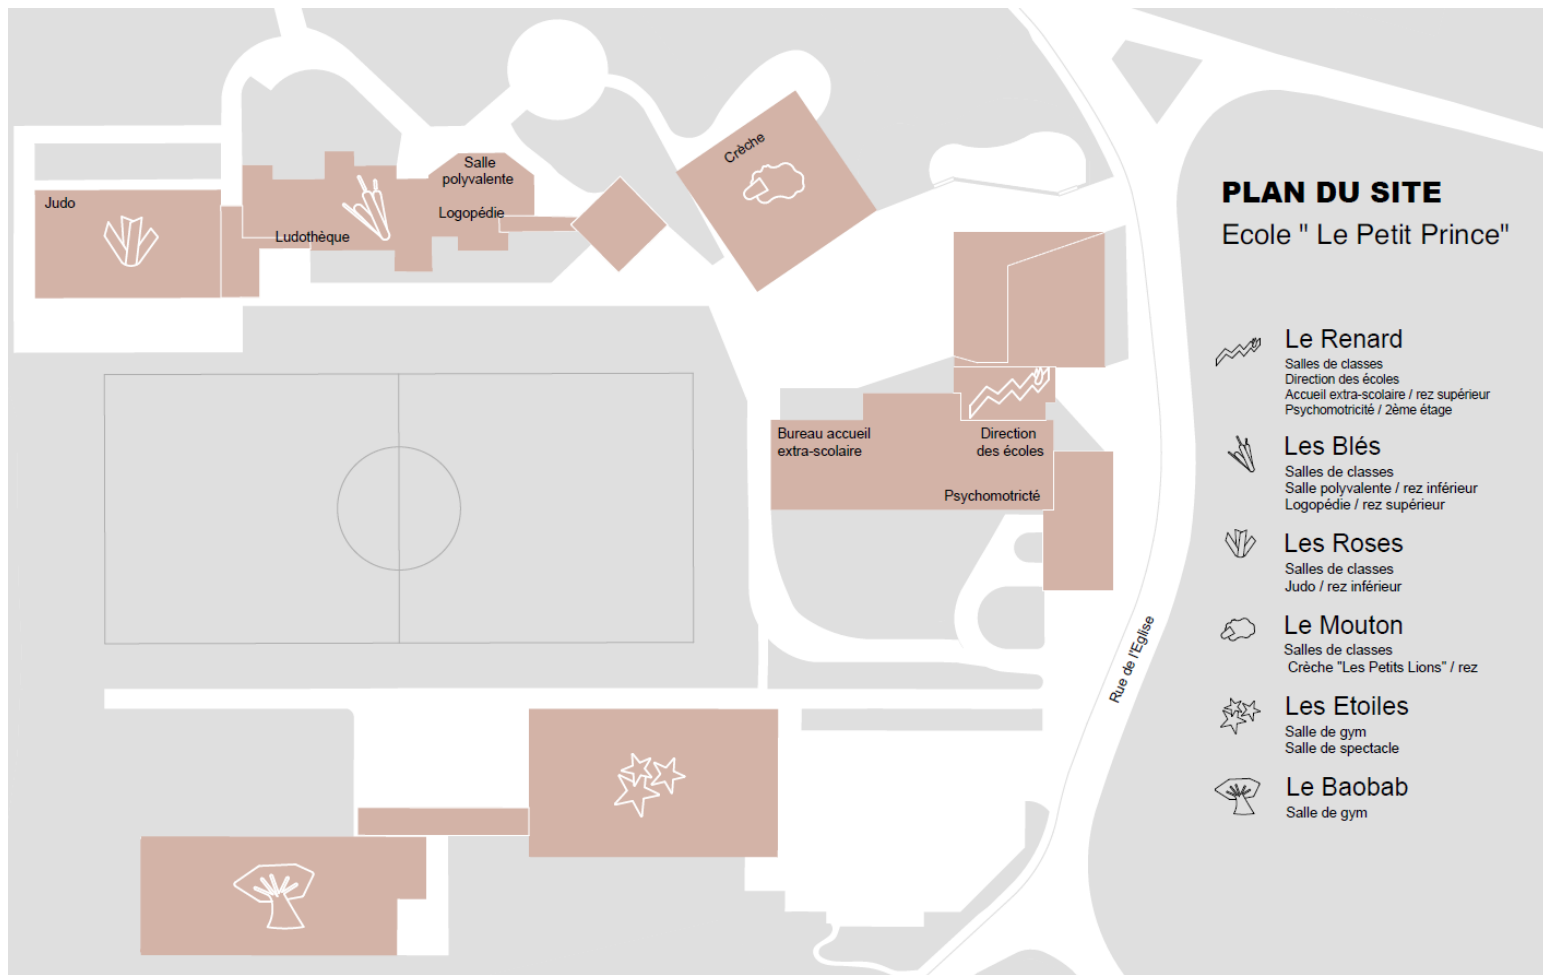 PLAN DU SITE
Ecole " Le Petit Prince"
Crèche
Salle
polyvalente
Judo
Logopédie
Ludothèque
Bureau accueil
extra-scolaire
Direction
des écoles
Psychomotricté
Rue de l'Eglise
Le Renard
Salles de classes
Direction des écoles
Accueil extra-scolaire / rez supérieur
Psychomotricité / 2ème étage
Les Blés
Salles de classes
Salle polyvalente / rez inférieur
Logopédie / rez supérieur
Les Roses
Salles de classes
Judo / rez inférieur
Le Mouton
Salles de classes
Crèche "Les Petits Lions" / rez
Les Etoiles
Salle de gym
Salle de spectacle
Le Baobab
Salle de gym